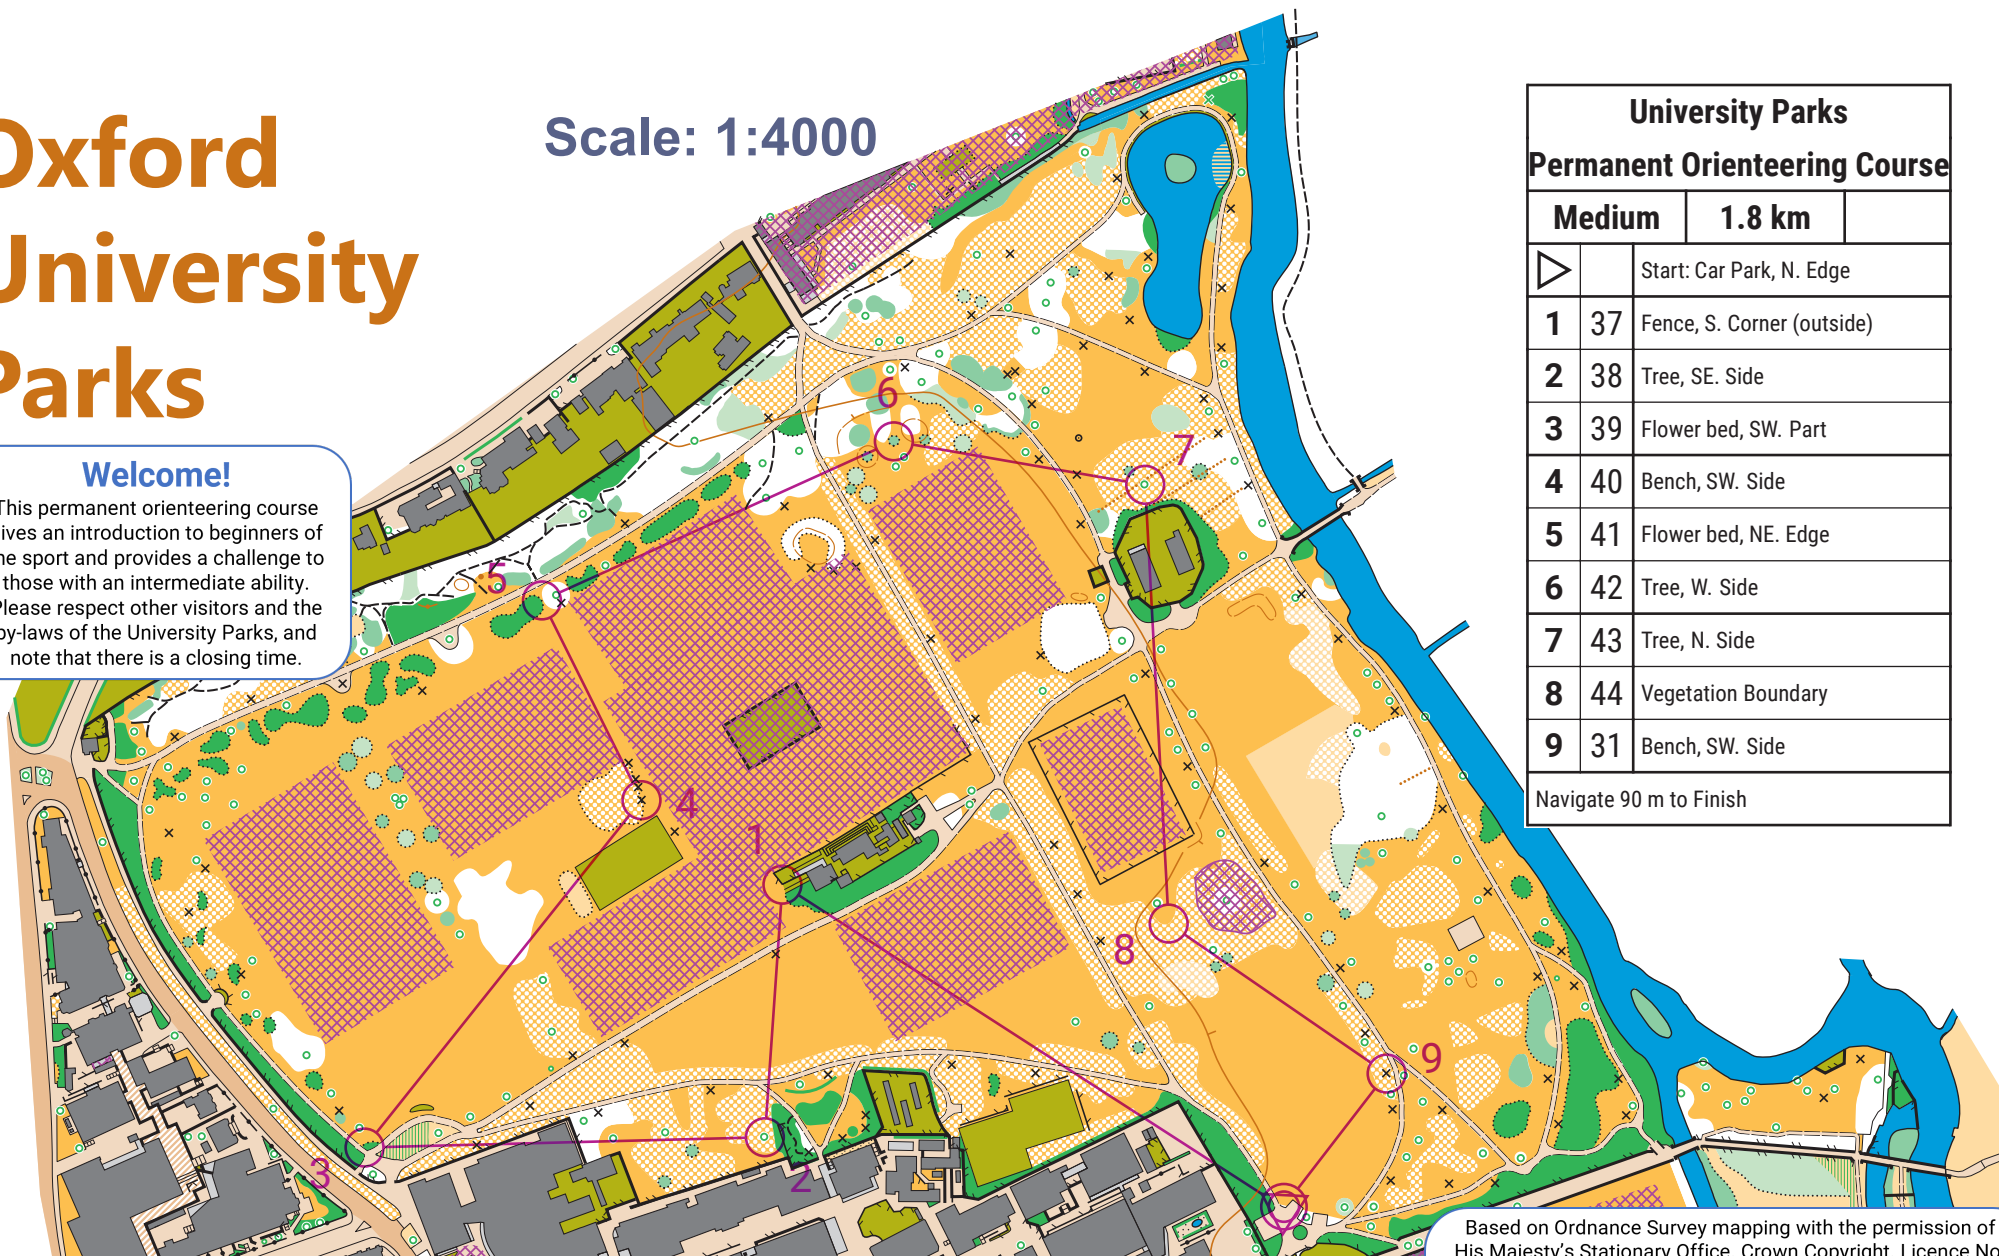 Oxford
University
Parks
Scale: 1:4000
Welcome!
This permanent orienteering course
gives an introduction to beginners of
the sport and provides a challenge to
those with an intermediate ability.
Please respect other visitors and the
by-laws of the University Parks, and
note that there is a closing time.
University Parks
Permanent Orienteering Course
Medium 1.8 km
Start: Car Park, N. Edge
1 37 Fence, S. Corner (outside)
2 38 Tree, SE. Side
3 39 Flower bed, SW. Part
4 40 Bench, SW. Side
5 41 Flower bed, NE. Edge
6 42 Tree, W. Side
7 43 Tree, N. Side
8 44 Vegetation Boundary
9 31 Bench, SW. Side
Navigate 90 m to Finish
6
7
5
4
1
8
9
3
2
Based on Ordnance Survey mapping with the permission of
His Majesty's Stationary Office. Crown Copyright. Licence No